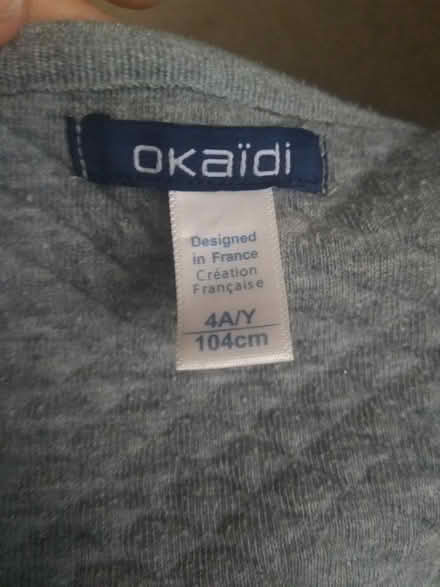 okaïdi
Designed
in France
Création
Française
4A/Y
104cm